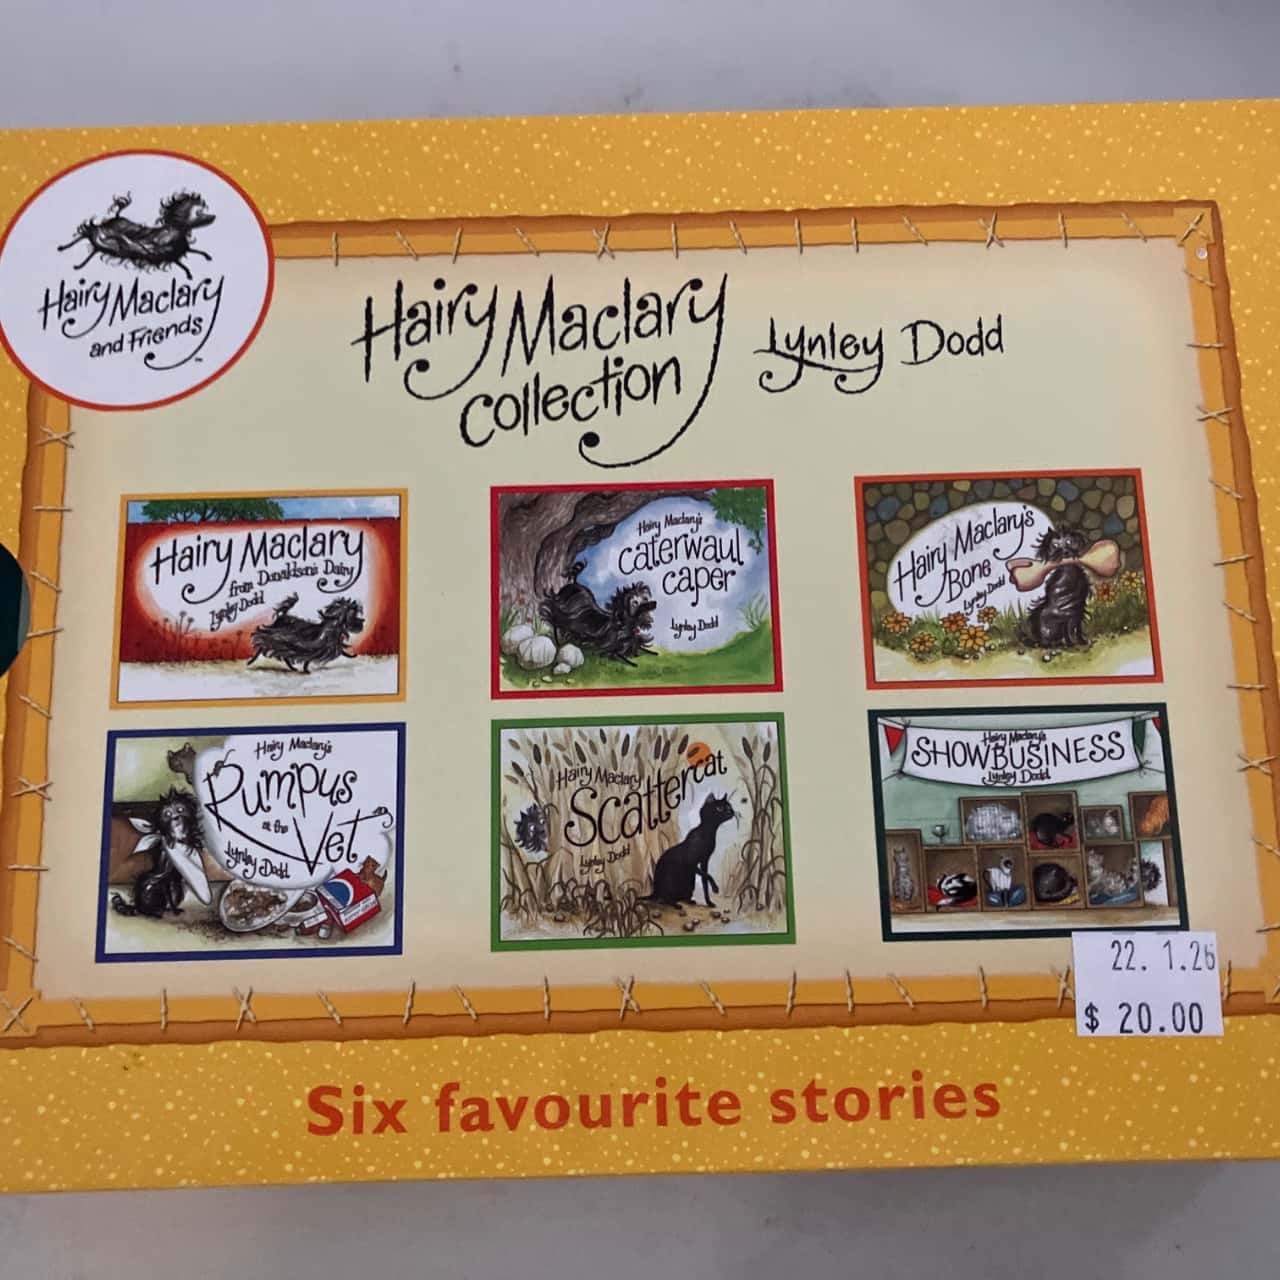 Hairy Maclary
and Friends
TM
Hairy Maclary
Collection
Lynley Dodd
Hairy Maclary
from Donaldson's Dairy
Lynley Dodd
Hairy Maclary's
caterwaul
caper
Lynley Dodd
Hairy Maclary's
Bone
Lynley Dodd
Hairy Maclary's
Rumpus
at the
Vet
Lynley Dodd
Hairy Maclary
Scattercat
Lynley Dodd
Hairy Maclary's
SHOWBUSINESS
Lynley Dodd
22. 1.26
$ 20.00
Six favourite stories